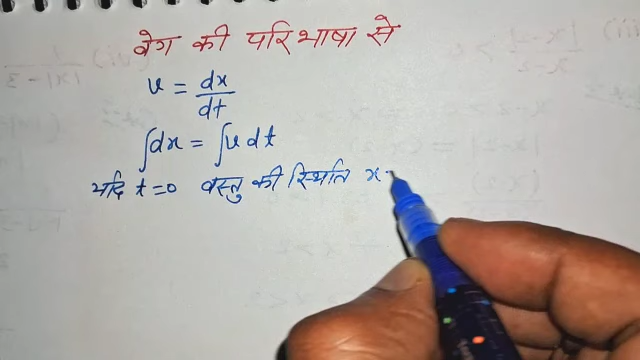 वेग की परिभाषा से
v = dx/dt
∫dx = ∫v dt
यदि t=0 वस्तु की स्थिति x